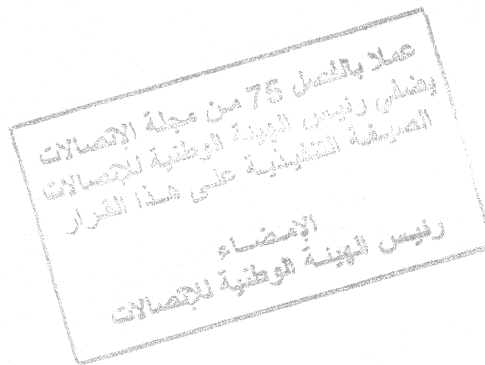 عملا بالفصل 75 من مجلة الإتصالات
يضفي رئيس الهيئة الوطنية للإتصالات
الصيغة التنفيذية على هذا القرار
الإمضاء
رئيس الهيئة الوطنية للإتصالات